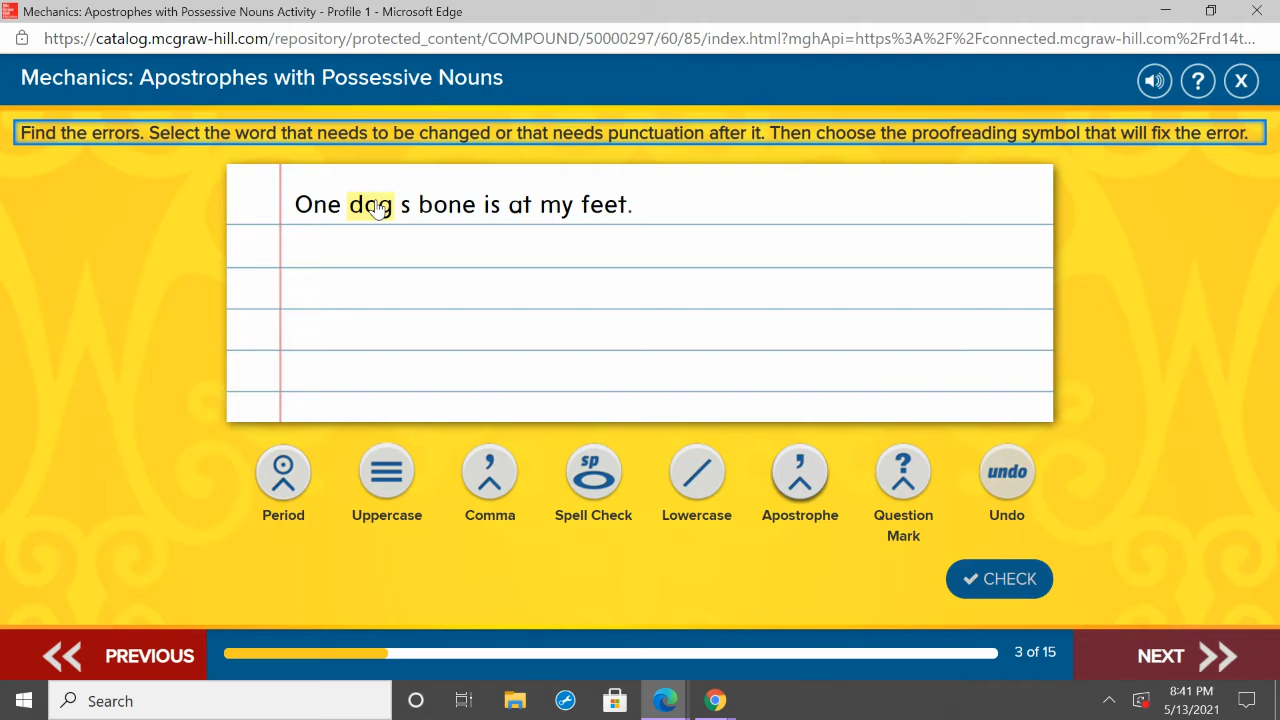 Mechanics: Apostrophes with Possessive Nouns Activity - Profile 1 - Microsoft Edge
https://catalog.mcgraw-hill.com/repository/protected_content/COMPOUND/50000297/60/85/index.html?mghApi=https%3A%2F%2Fconnected.mcgraw-hill.com%2Frd14t...
Mechanics: Apostrophes with Possessive Nouns
?
X
Find the errors. Select the word that needs to be changed or that needs punctuation after it. Then choose the proofreading symbol that will fix the error.
One dog s bone is at my feet.
sp
?
undo
Period
Uppercase
Comma
Spell Check
Lowercase
Apostrophe
Question
Mark
Undo
CHECK
PREVIOUS
3 of 15
NEXT
Search
8:41 PM
5/13/2021